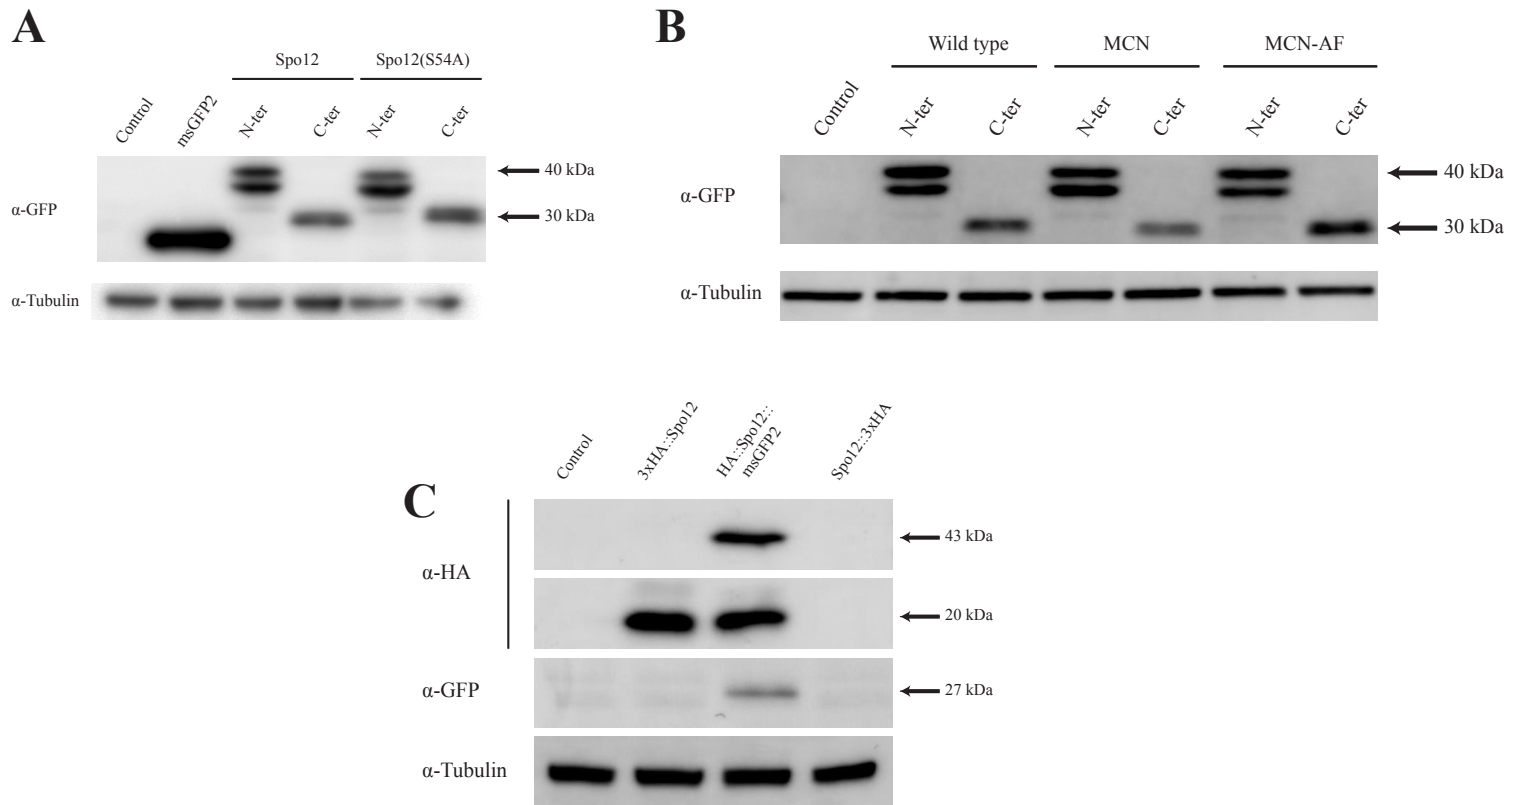 A
Spo12
Spo12(S54A)
Control
msGFP2
N-ter
C-ter
N-ter
C-ter
α-GFP
40 kDa
30 kDa
α-Tubulin
B
Wild type
MCN
MCN-AF
Control
N-ter
C-ter
N-ter
C-ter
N-ter
C-ter
α-GFP
40 kDa
30 kDa
α-Tubulin
C
Control
3xHA::Spo12
HA::Spo12::
msGFP2
Spo12::3xHA
α-HA
43 kDa
20 kDa
α-GFP
27 kDa
α-Tubulin